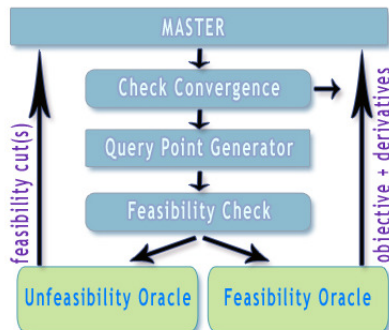 MASTER
Check Convergence
Query Point Generator
Feasibility Check
feasibility cut(s)
objective + derivatives
Unfeasibility Oracle
Feasibility Oracle